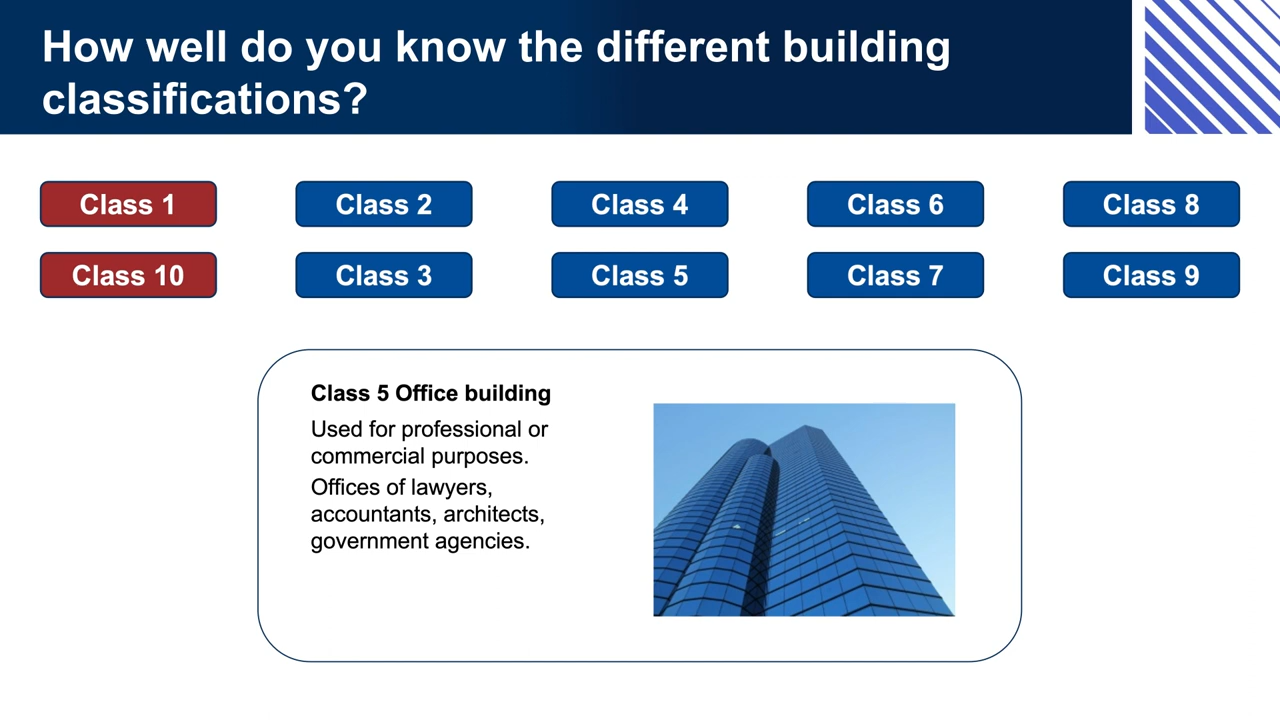 How well do you know the different building
classifications?
Class 1
Class 2
Class 4
Class 6
Class 8
Class 10
Class 3
Class 5
Class 7
Class 9
Class 5 Office building
Used for professional or
commercial purposes.
Offices of lawyers,
accountants, architects,
government agencies.